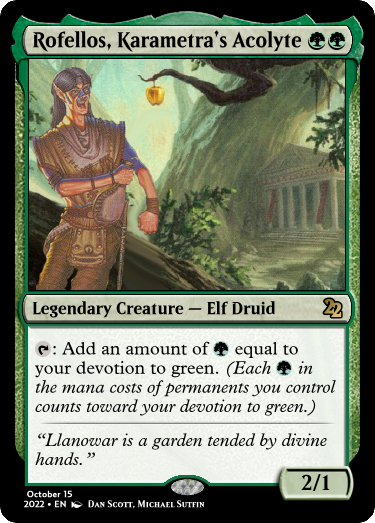 Rofellos, Karametra's Acolyte
Legendary Creature — Elf Druid
22
: Add an amount of equal to
your devotion to green. (Each in
the mana costs of permanents you control
counts toward your devotion to green.)
"Llanowar is a garden tended by divine
hands."
2/1
October 15
2022 • EN Dan Scott, Michael Sutfin